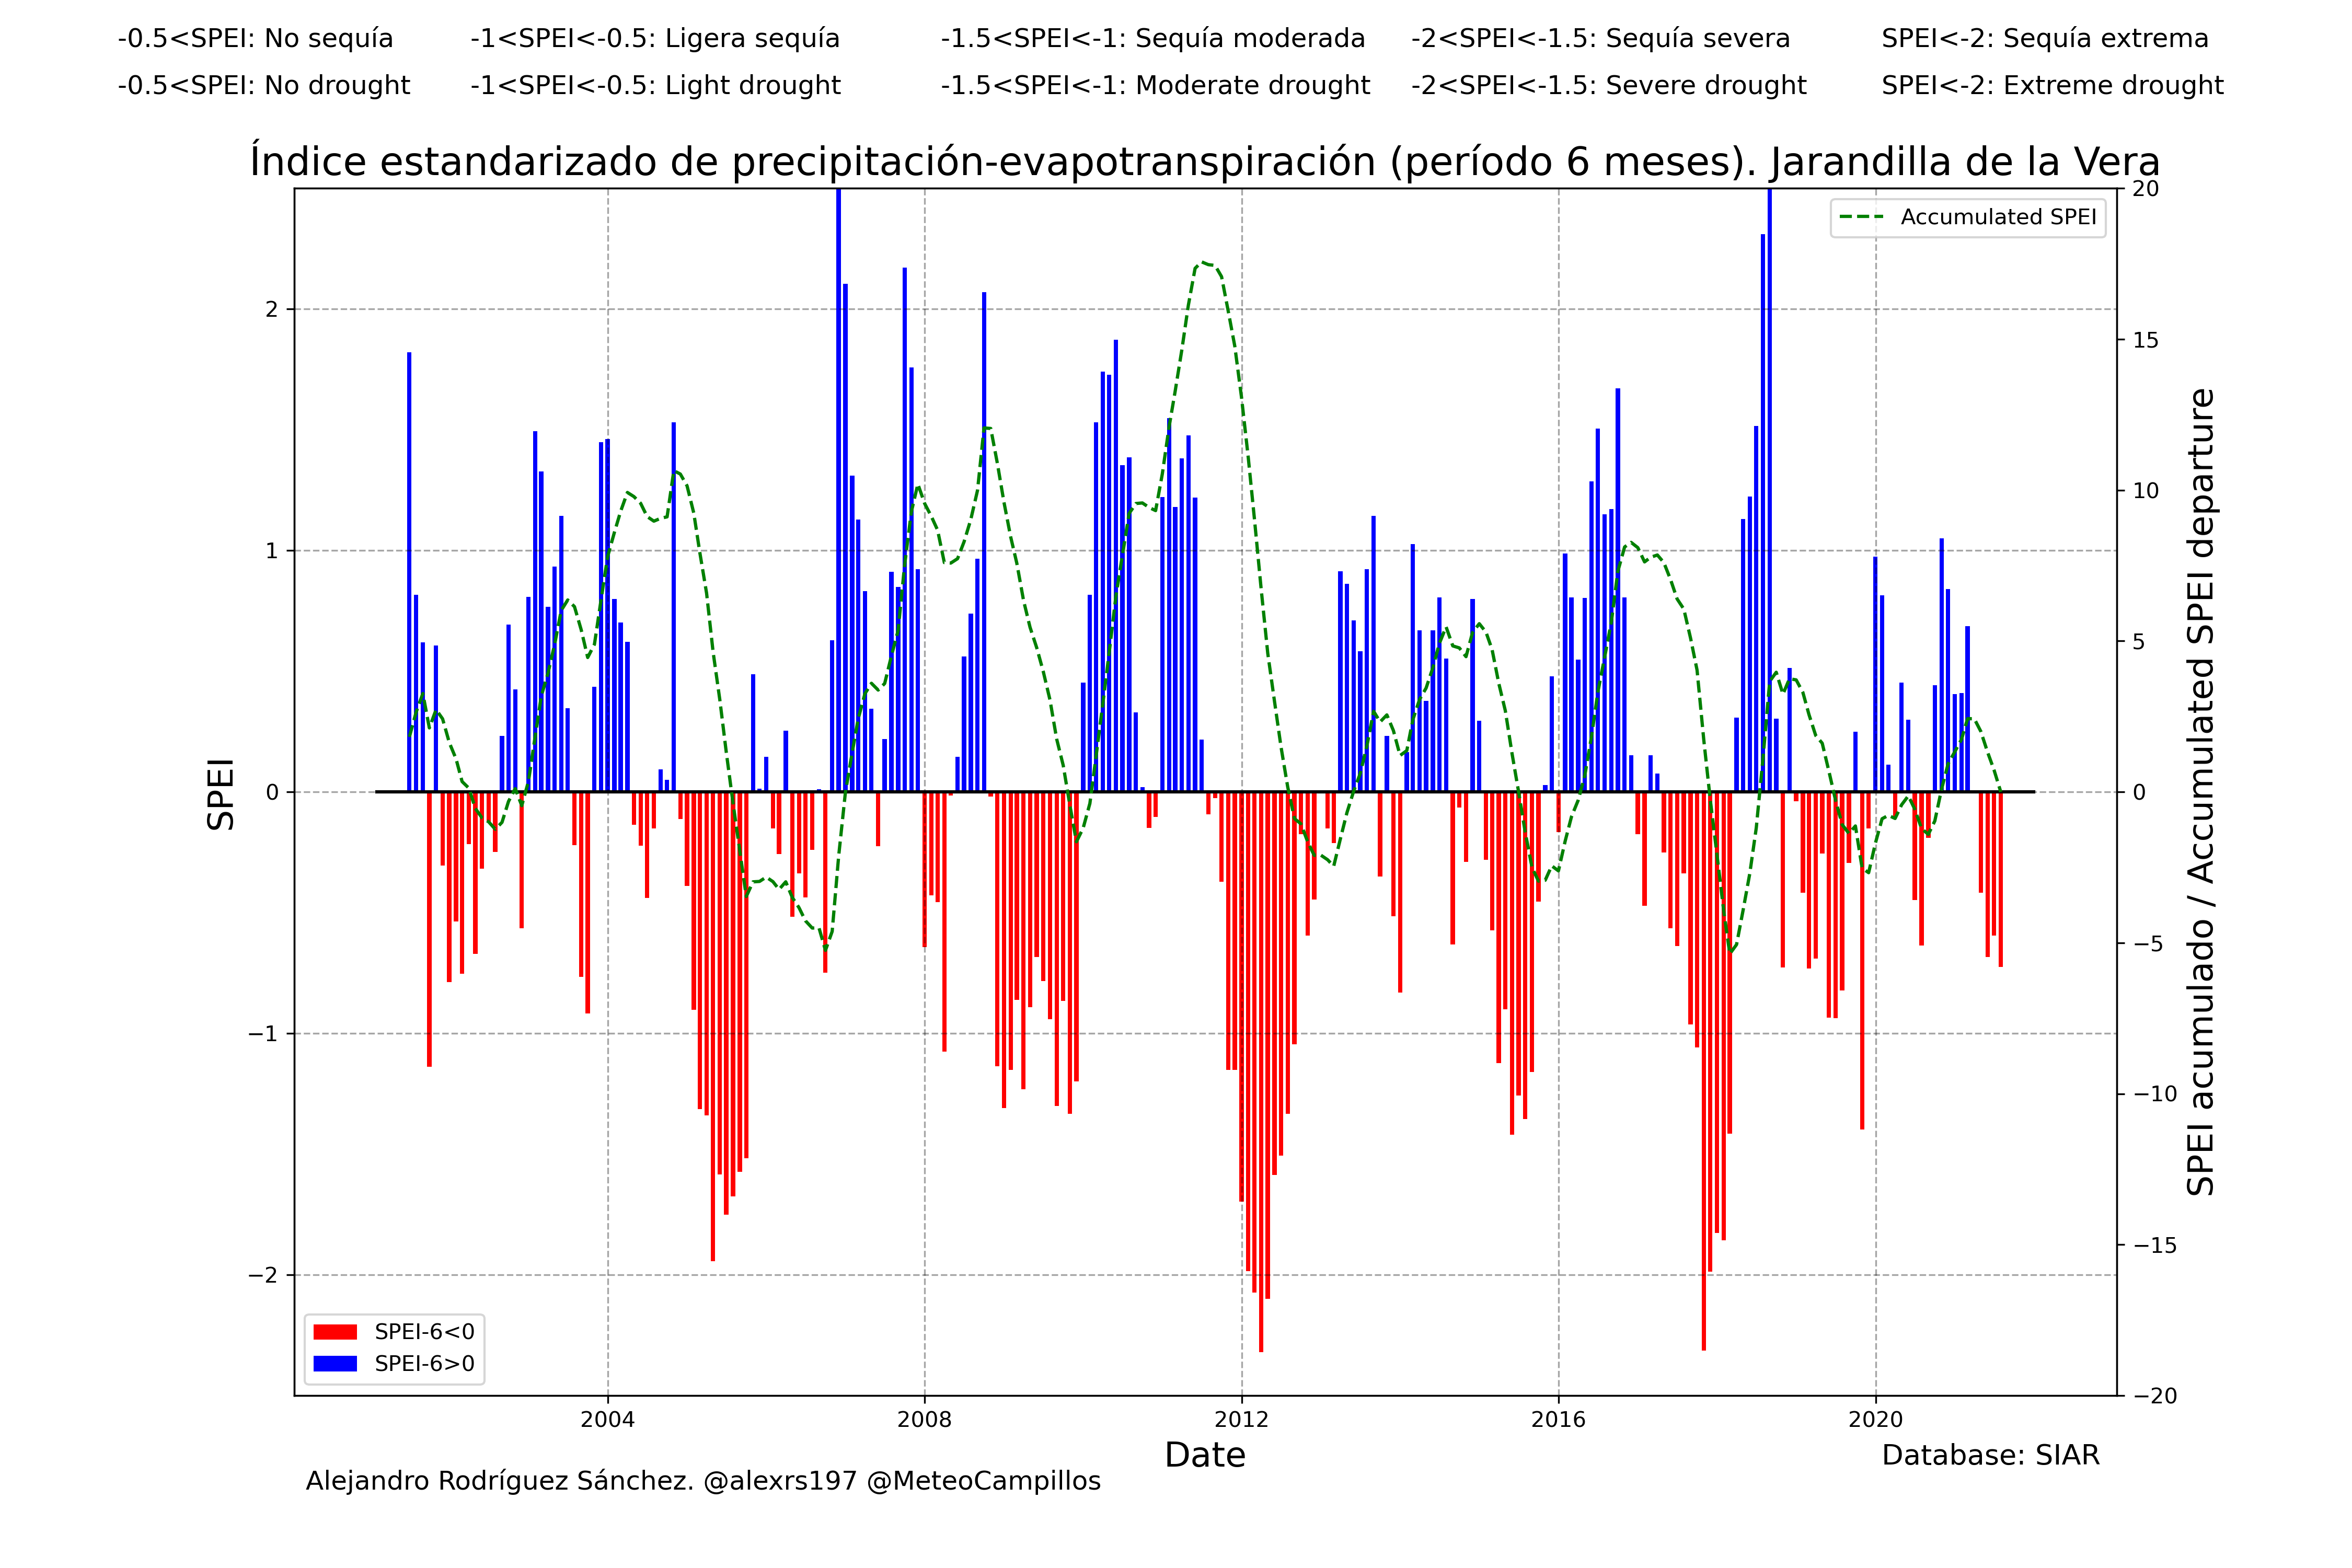 -0.5<SPEI: No sequía -1<SPEI<-0.5: Ligera sequía -1.5<SPEI<-1: Sequía moderada -2<SPEI<-1.5: Sequía severa SPEI<-2: Sequía extrema
-0.5<SPEI: No drought -1<SPEI<-0.5: Light drought -1.5<SPEI<-1: Moderate drought -2<SPEI<-1.5: Severe drought SPEI<-2: Extreme drought
Índice estandarizado de precipitación-evapotranspiración (período 6 meses). Jarandilla de la Vera
Accumulated SPEI
SPEI
2
1
0
−1
−2
20
15
10
5
0
−5
−10
−15
−20
SPEI acumulado / Accumulated SPEI departure
SPEI-6<0
SPEI-6>0
2004 2008 2012 2016 2020
Date
Database: SIAR
Alejandro Rodríguez Sánchez. @alexrs197 @MeteoCampillos